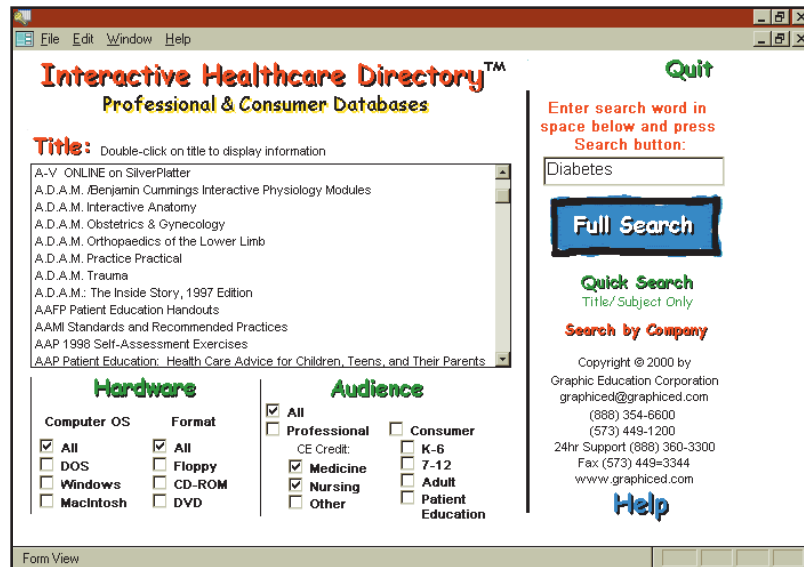 File Edit Window Help
Interactive Healthcare Directory™
Professional & Consumer Databases
Title: Double-click on title to display information
A-V ONLINE on SilverPlatter
A.D.A.M. /Benjamin Cummings Interactive Physiology Modules
A.D.A.M. Interactive Anatomy
A.D.A.M. Obstetrics & Gynecology
A.D.A.M. Orthopaedics of the Lower Limb
A.D.A.M. Practice Practical
A.D.A.M. Trauma
A.D.A.M.: The Inside Story, 1997 Edition
AAFP Patient Education Handouts
AAMI Standards and Recommended Practices
AAP 1998 Self-Assessment Exercises
AAP Patient Education: Health Care Advice for Children, Teens, and Their Parents
Hardware
Computer OS Format
All All
DOS Floppy
Windows CD-ROM
MacIntosh DVD
Audience
All
Professional Consumer
CE Credit: K-6
Medicine 7-12
Nursing Adult
Other Patient
Education
Quit
Enter search word in
space below and press
Search button:
Diabetes
Full Search
Quick Search
Title/Subject Only
Search by Company
Copyright © 2000 by
Graphic Education Corporation
graphiced@graphiced.com
(888) 354-6600
(573) 449-1200
24hr Support (888) 360-3300
Fax (573) 449=3344
www.graphiced.com
Help
Form View